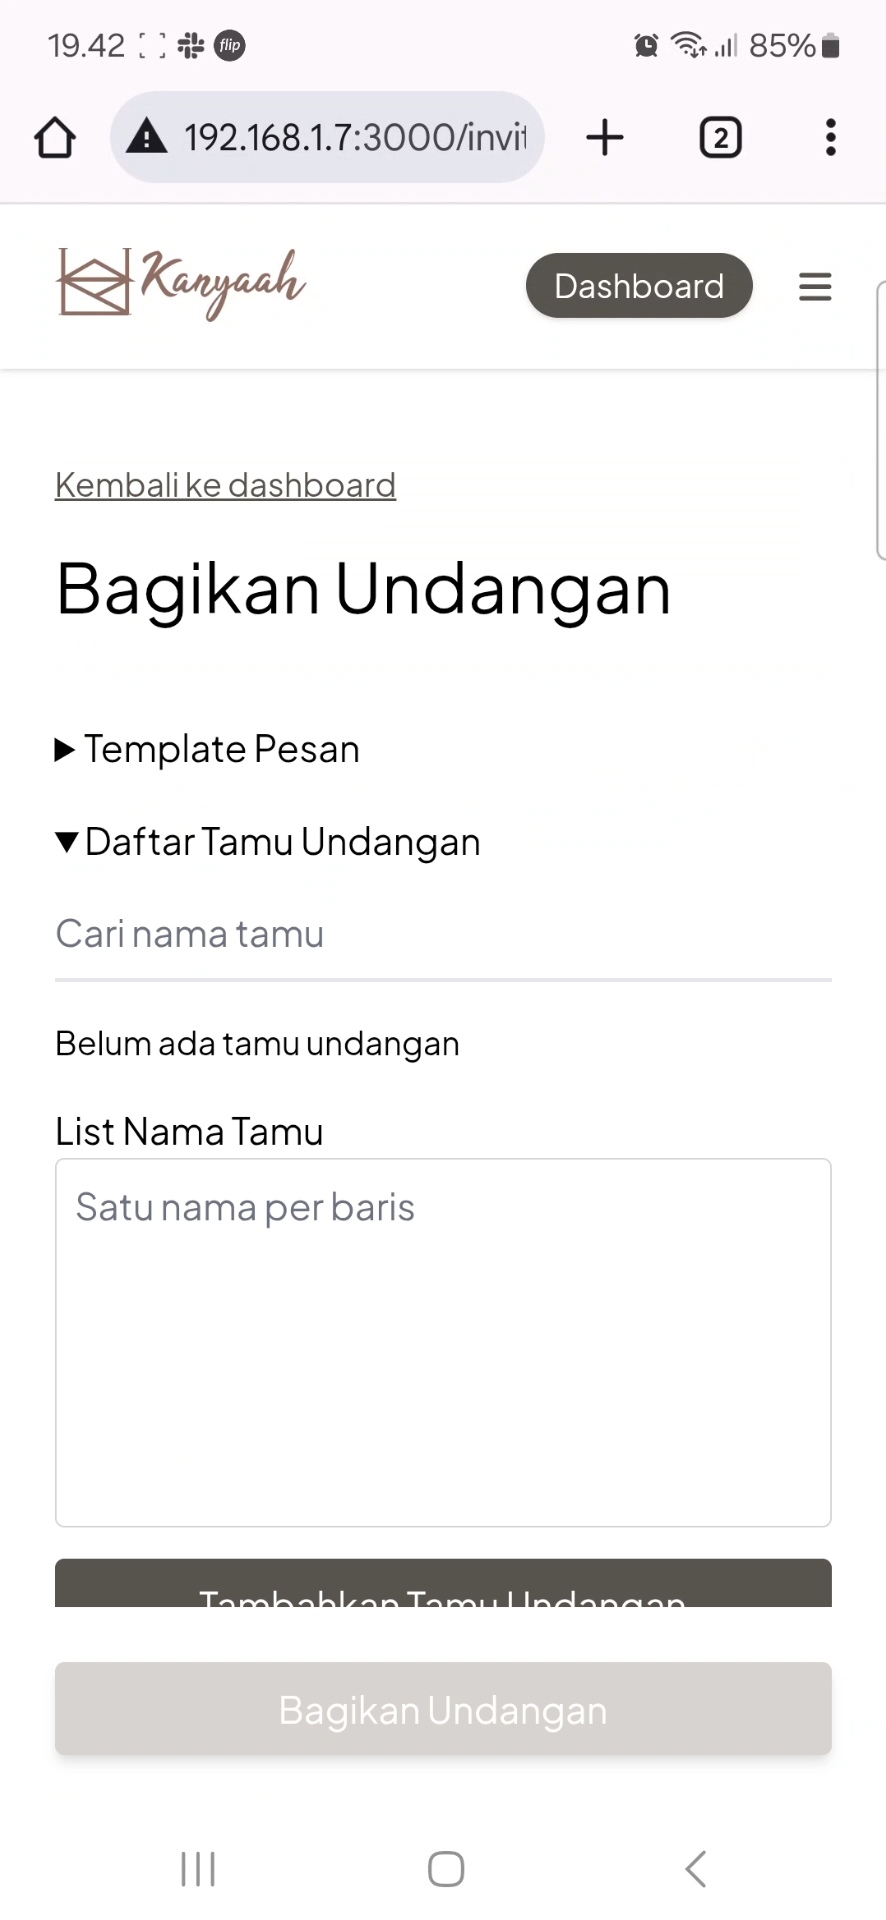 19.42 flip 85%
192.168.1.7:3000/invit 2
Kanyaah Dashboard
Kembali ke dashboard
Bagikan Undangan
Template Pesan
Daftar Tamu Undangan
Cari nama tamu
Belum ada tamu undangan
List Nama Tamu
Satu nama per baris
Tambahkan Tamu Undangan
Bagikan Undangan